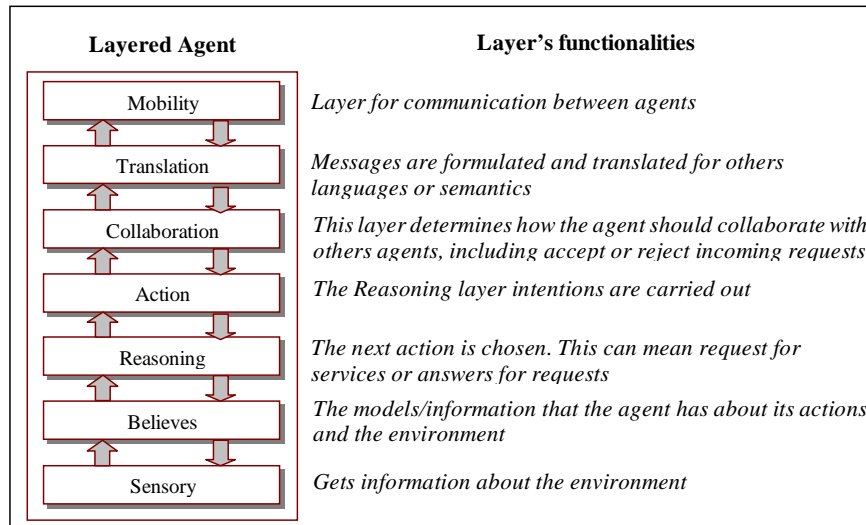 Layered Agent
Layer's functionalities
Mobility
Layer for communication between agents
Translation
Messages are formulated and translated for others
languages or semantics
Collaboration
This layer determines how the agent should collaborate with
others agents, including accept or reject incoming requests
Action
The Reasoning layer intentions are carried out
Reasoning
The next action is chosen. This can mean request for
services or answers for requests
Believes
The models/information that the agent has about its actions
and the environment
Sensory
Gets information about the environment